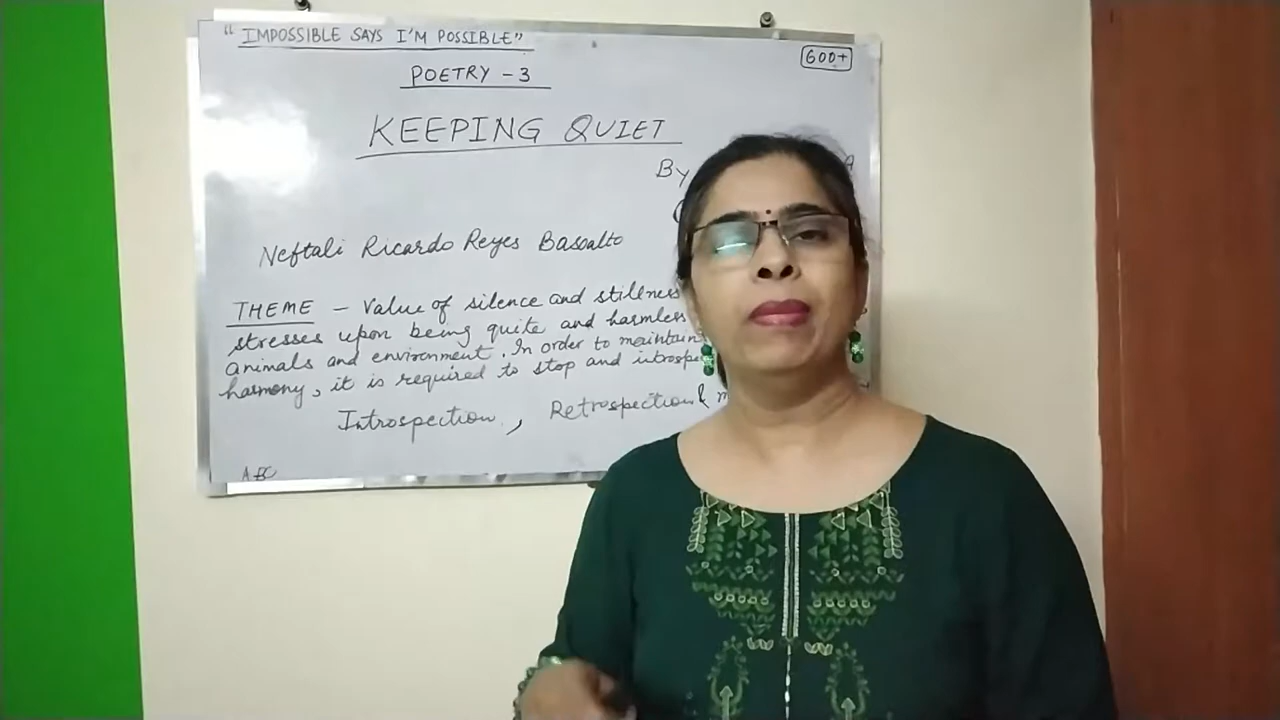 "IMPOSSIBLE SAYS I'M POSSIBLE"
600+
POETRY - 3
KEEPING QUIET
By
Neftali Ricardo Reyes Basoalto
THEME - Value of silence and stillness
stresses upon being quite and harmless
animals and environment. In order to maintain
harmony, it is required to stop and introspe
Introspection, Retrospection &
ABC